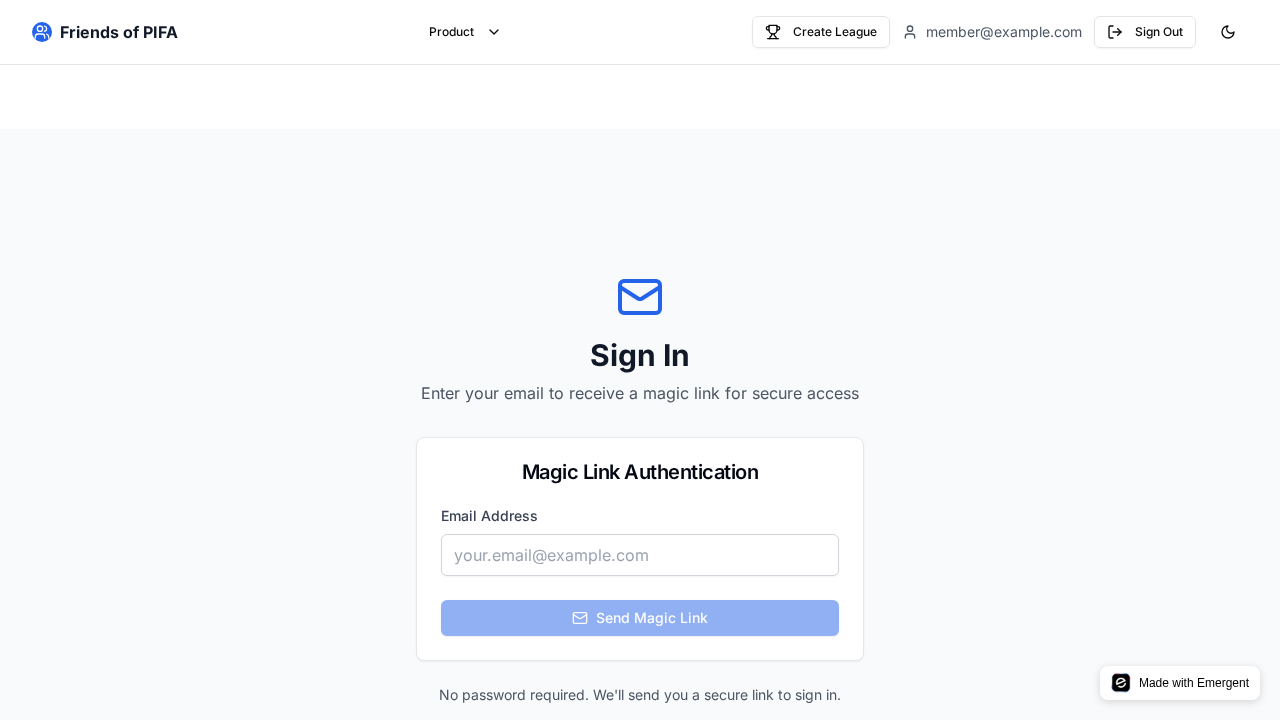 Friends of PIFA
Product
Create League
member@example.com
Sign Out
Sign In
Enter your email to receive a magic link for secure access
Magic Link Authentication
Email Address
your.email@example.com
Send Magic Link
No password required. We'll send you a secure link to sign in.
Made with Emergent